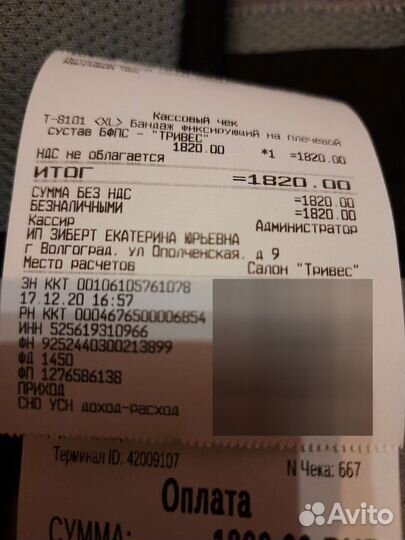 Кассовый чек
Т-8101 <XL> Бандаж фиксирующий на плечевой
сустав БФПС - "ТРИВЕС"
1820.00 *1 =1820.00
НДС не облагается
ИТОГ =1820.00
СУММА БЕЗ НДС =1820.00
БЕЗНАЛИЧНЫМИ =1820.00
Кассир Администратор
ИП ЗИБЕРТ ЕКАТЕРИНА ЮРЬЕВНА
г Волгоград, ул Ополченская, д 9
Место расчетов Салон "Тривес"
ЗН ККТ 00106105761078
17.12.20 16:57
РН ККТ 0004676500006854
ИНН 525619310966
ФН 9252440300213899
ФД 1450
ФП 1276586138
ПРИХОД
СНО УСН доход-расход
Терминал ID: 42009107 N Чека: 667
Оплата
СУММА:
Avito